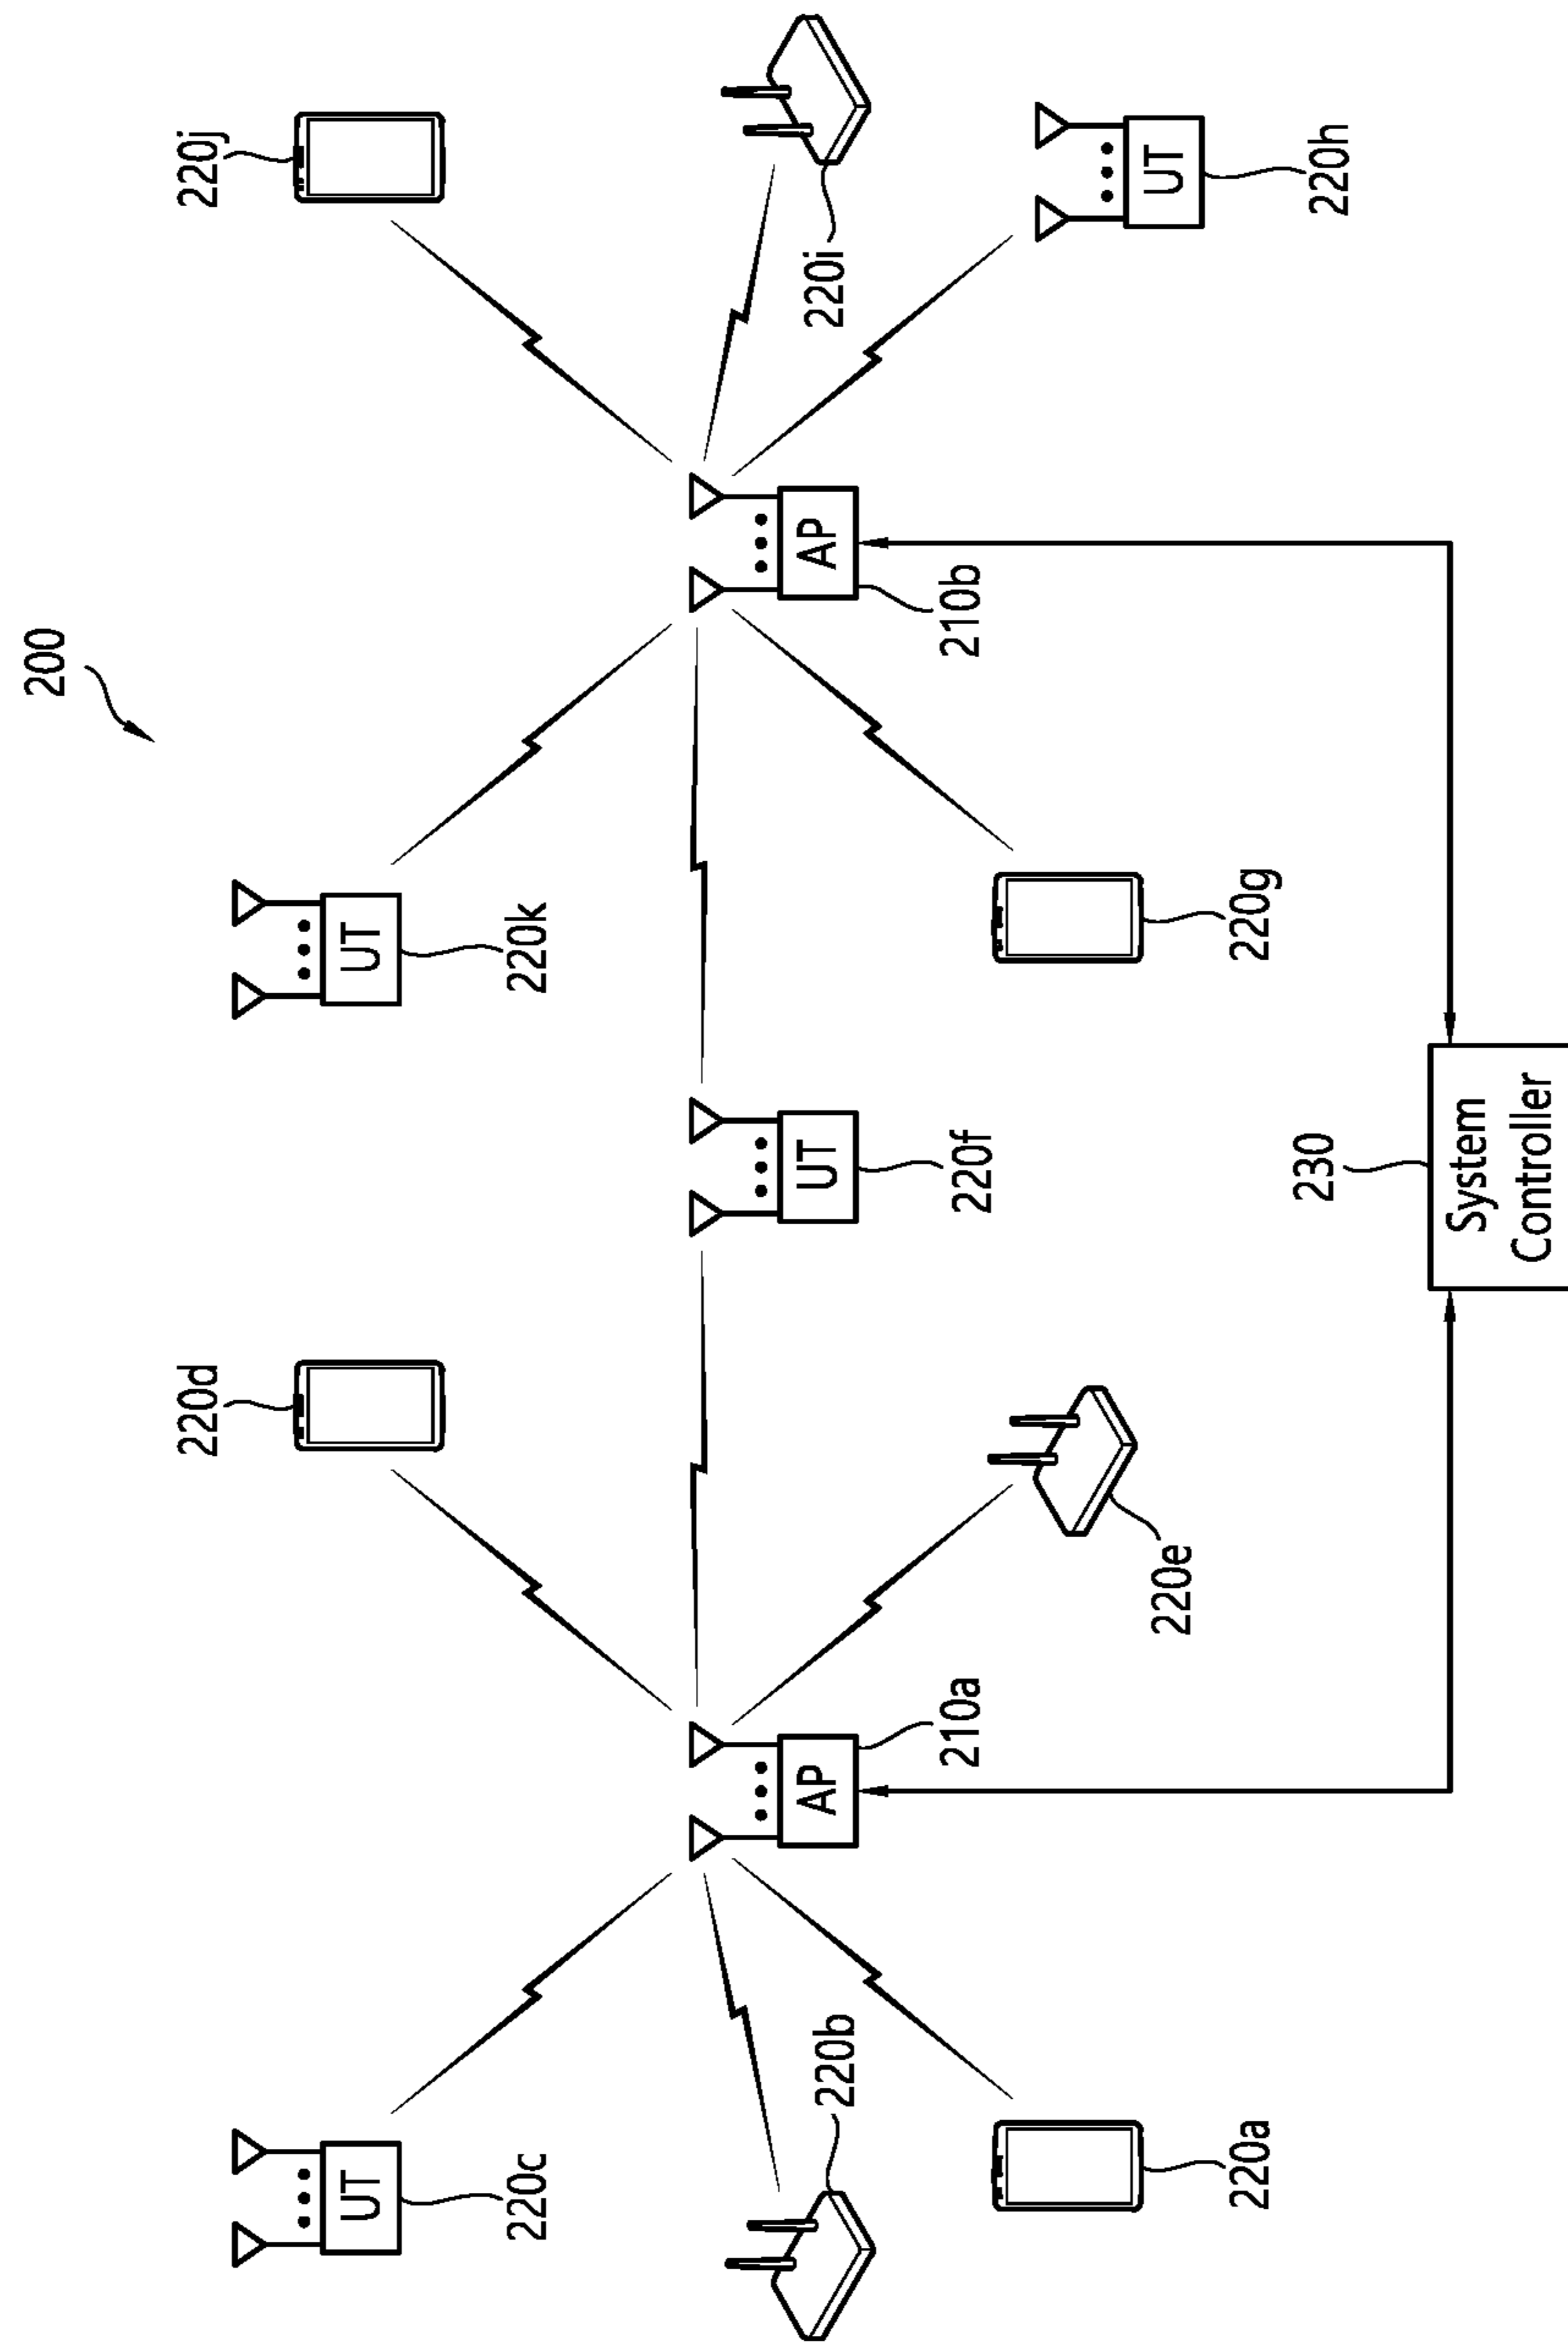 200
220d
220j
UT
UT
220c
220k
AP
UT
AP
220b
220i
210a
220f
210b
UT
220e
220a
220g
220h
230
System
Controller